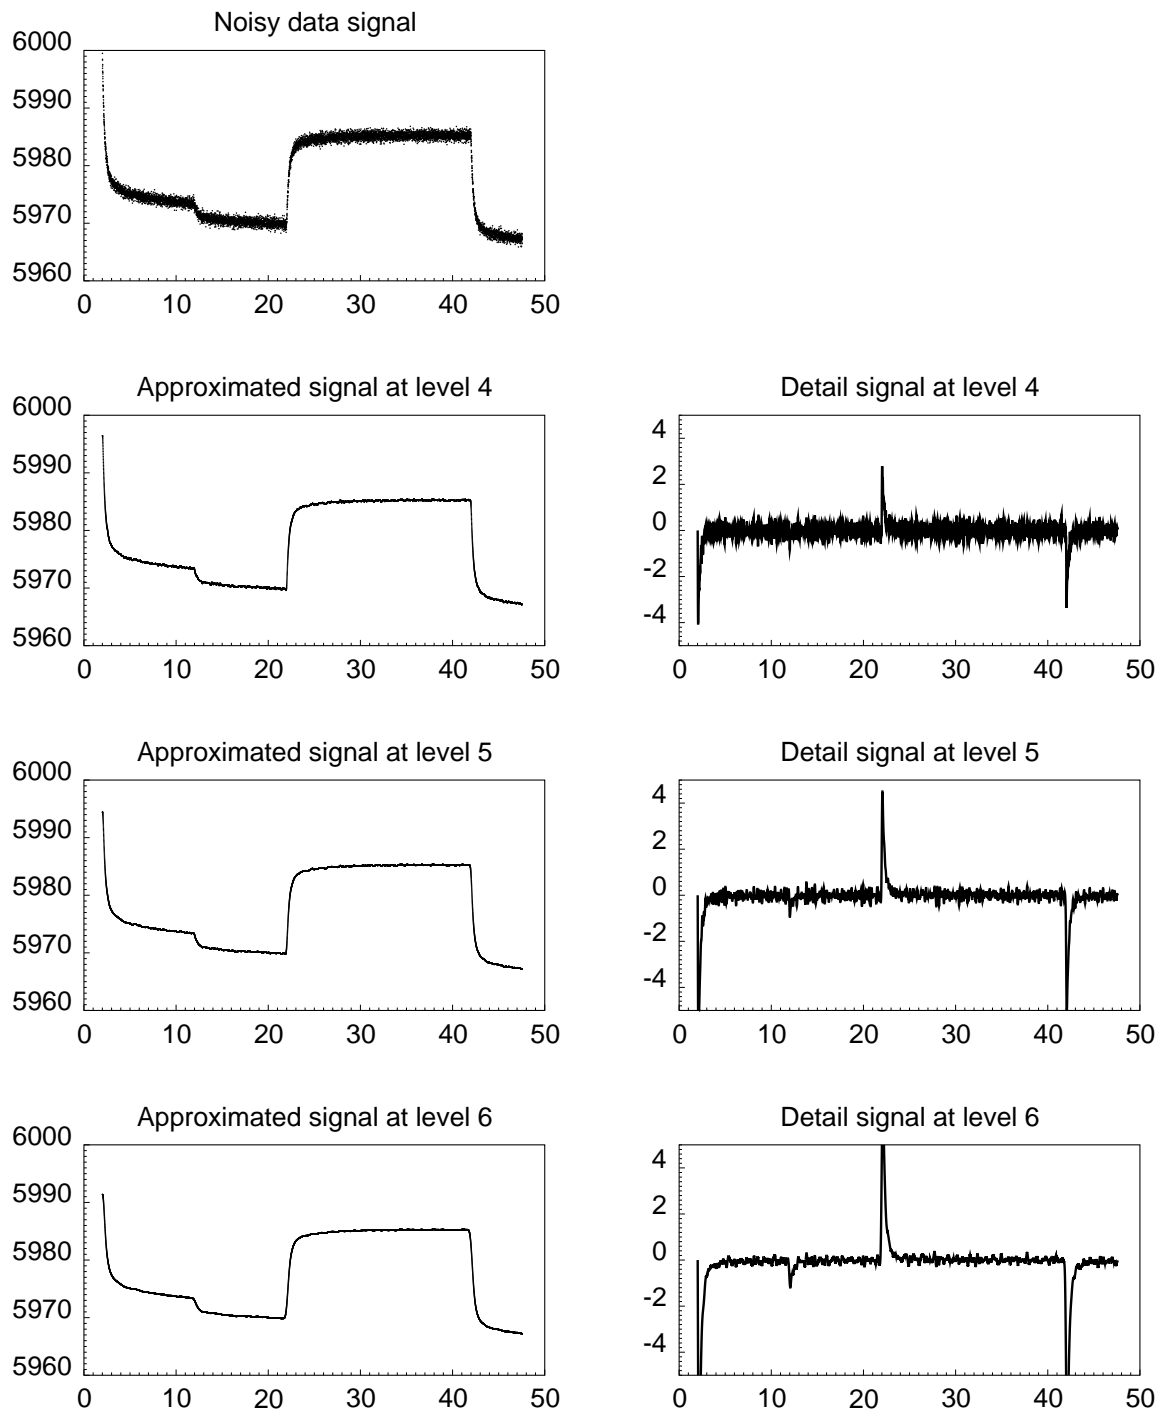 Noisy data signal
6000
5990
5980
5970
5960
0 10 20 30 40 50
Approximated signal at level 4
6000
5990
5980
5970
5960
0 10 20 30 40 50
Detail signal at level 4
4
2
0
-2
-4
0 10 20 30 40 50
Approximated signal at level 5
6000
5990
5980
5970
5960
0 10 20 30 40 50
Detail signal at level 5
4
2
0
-2
-4
0 10 20 30 40 50
Approximated signal at level 6
6000
5990
5980
5970
5960
0 10 20 30 40 50
Detail signal at level 6
4
2
0
-2
-4
0 10 20 30 40 50